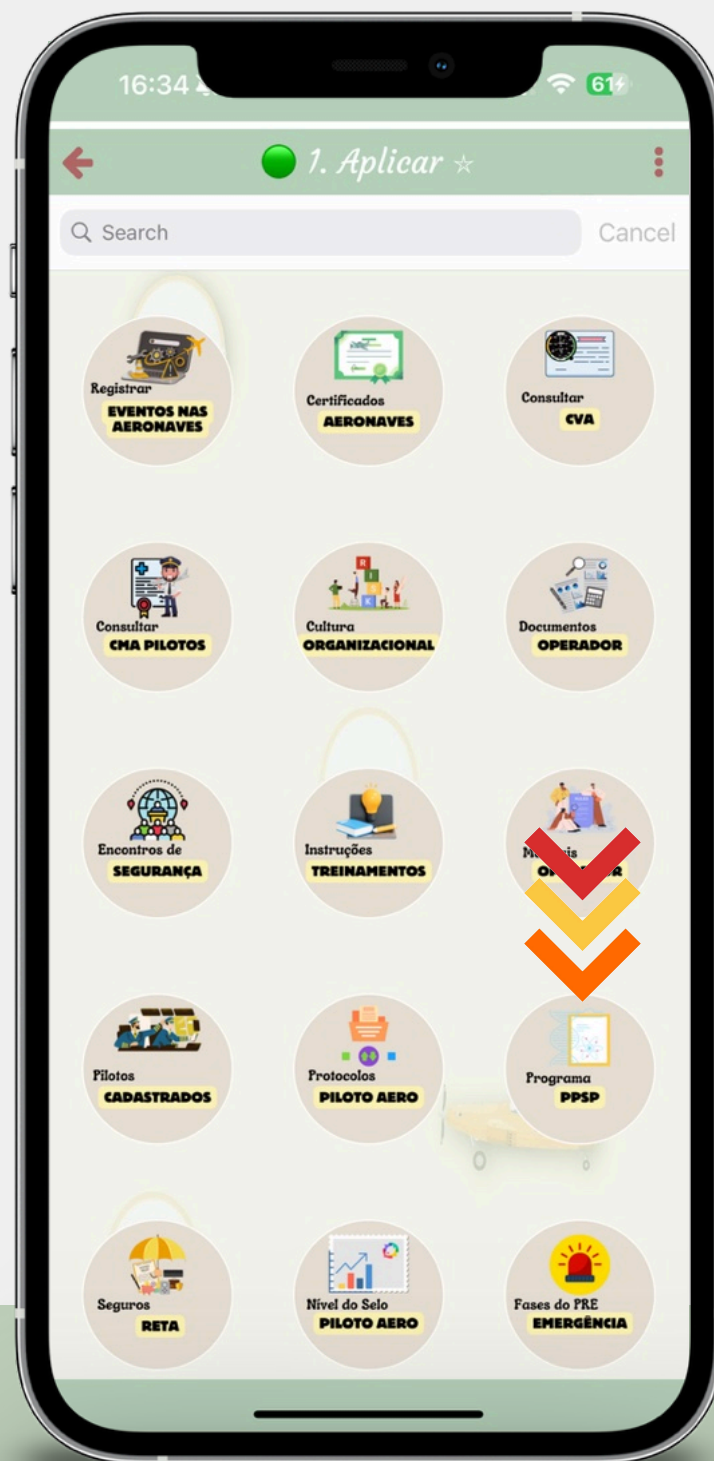 16:34
61
1. Aplicar
Search
Cancel
Registrar
EVENTOS NAS
AERONAVES
Certificados
AERONAVES
Consultar
CVA
Consultar
CMA PILOTOS
R I S K
Cultura
ORGANIZACIONAL
Documentos
OPERADOR
Encontros de
SEGURANÇA
Instruções
TREINAMENTOS
Pilotos
CADASTRADOS
Protocolos
PILOTO AERO
Programa
PPSP
Seguros
RETA
Nível do Selo
PILOTO AERO
Fases do PRE
EMERGÊNCIA